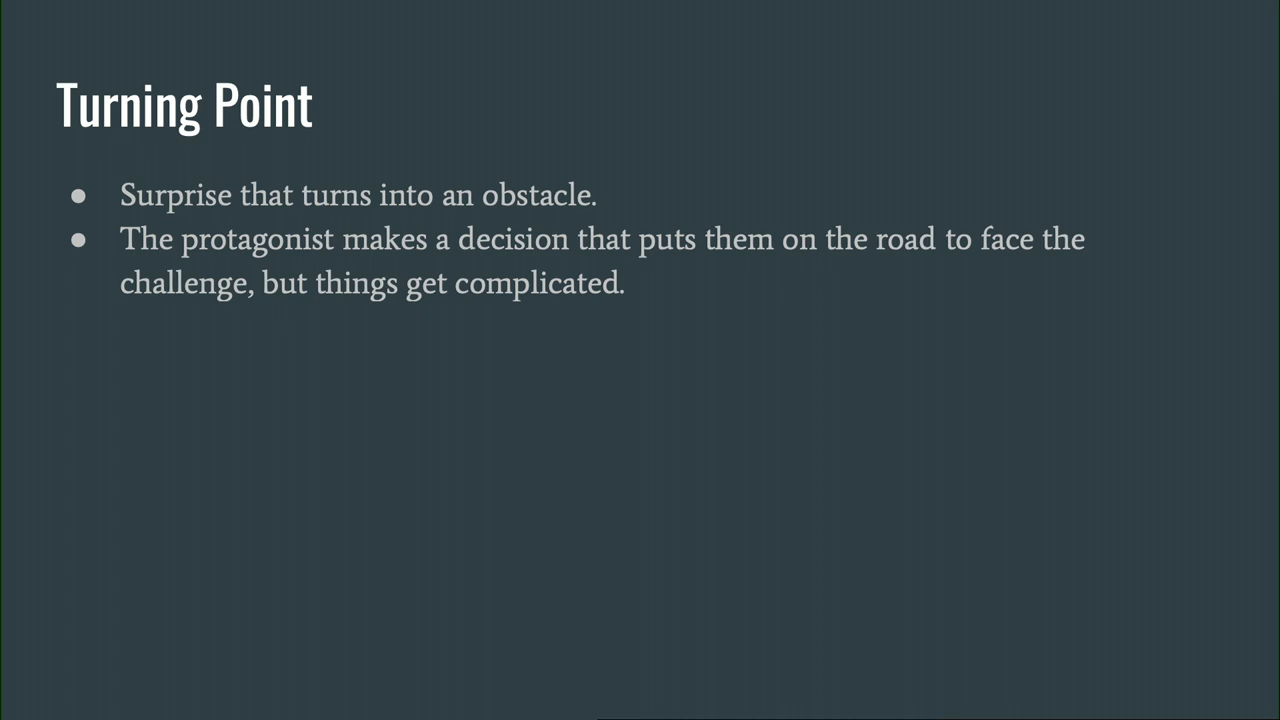 Turning Point
● Surprise that turns into an obstacle.
● The protagonist makes a decision that puts them on the road to face the
challenge, but things get complicated.